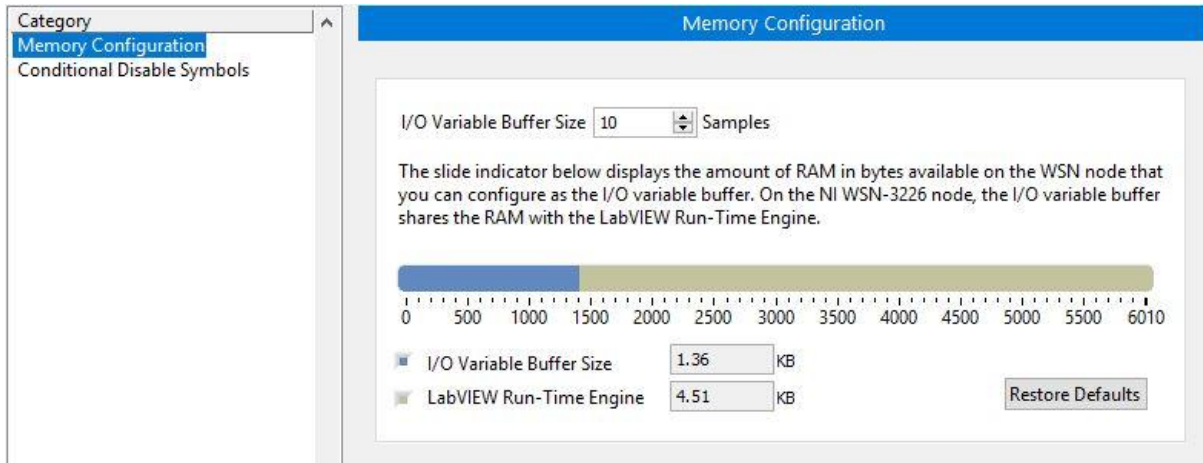 Category
Memory Configuration
Conditional Disable Symbols
Memory Configuration
I/O Variable Buffer Size 10 Samples
The slide indicator below displays the amount of RAM in bytes available on the WSN node that
you can configure as the I/O variable buffer. On the NI WSN-3226 node, the I/O variable buffer
shares the RAM with the LabVIEW Run-Time Engine.
0 500 1000 1500 2000 2500 3000 3500 4000 4500 5000 5500 6010
I/O Variable Buffer Size 1.36 KB
LabVIEW Run-Time Engine 4.51 KB
Restore Defaults